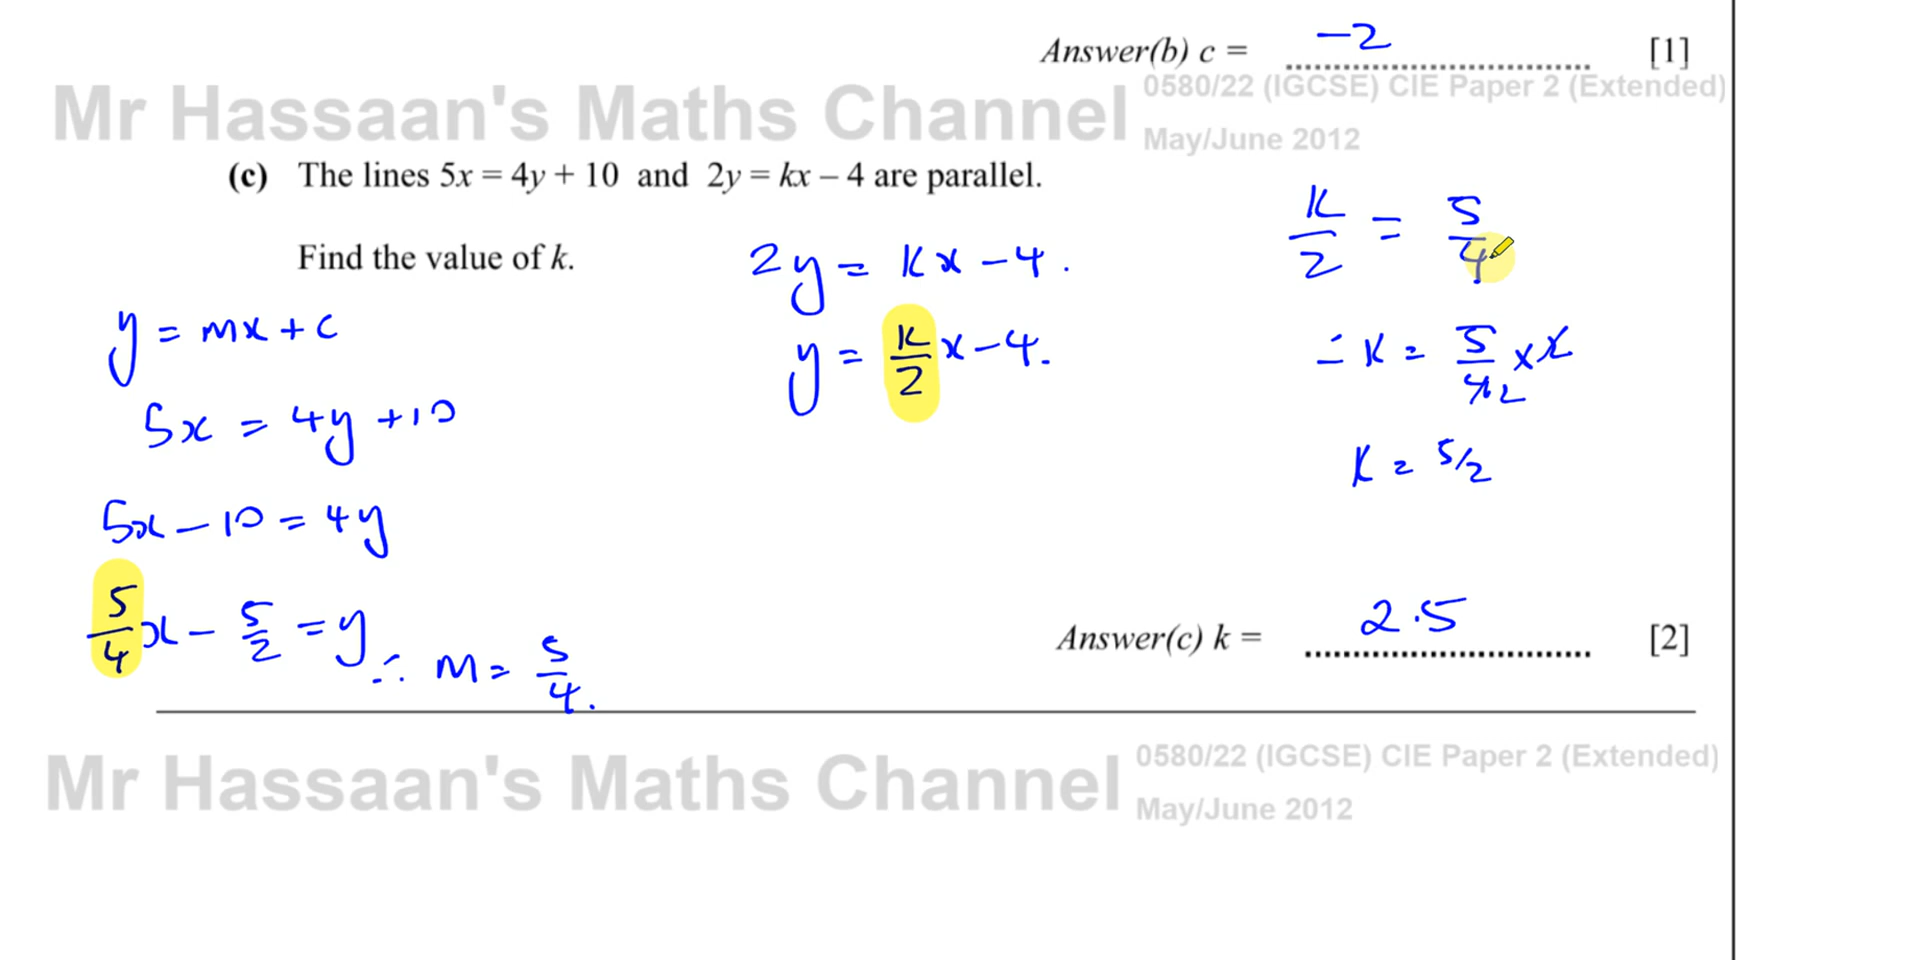 Answer(b) c = −2 [1]
Mr Hassaan's Maths Channel 0580/22 (IGCSE) CIE Paper 2 (Extended)
May/June 2012
(c) The lines 5x = 4y + 10 and 2y = kx – 4 are parallel.
Find the value of k.
y = mx + c
5x = 4y + 10
5x − 10 = 4y
5/4 x − 5/2 = y ∴ m = 5/4.
2y = kx − 4.
y = k/2 x − 4.
k/2 = 5/4
∴ k = 5/4 2 × 2
k = 5/2
Answer(c) k = 2.5 [2]
Mr Hassaan's Maths Channel 0580/22 (IGCSE) CIE Paper 2 (Extended)
May/June 2012